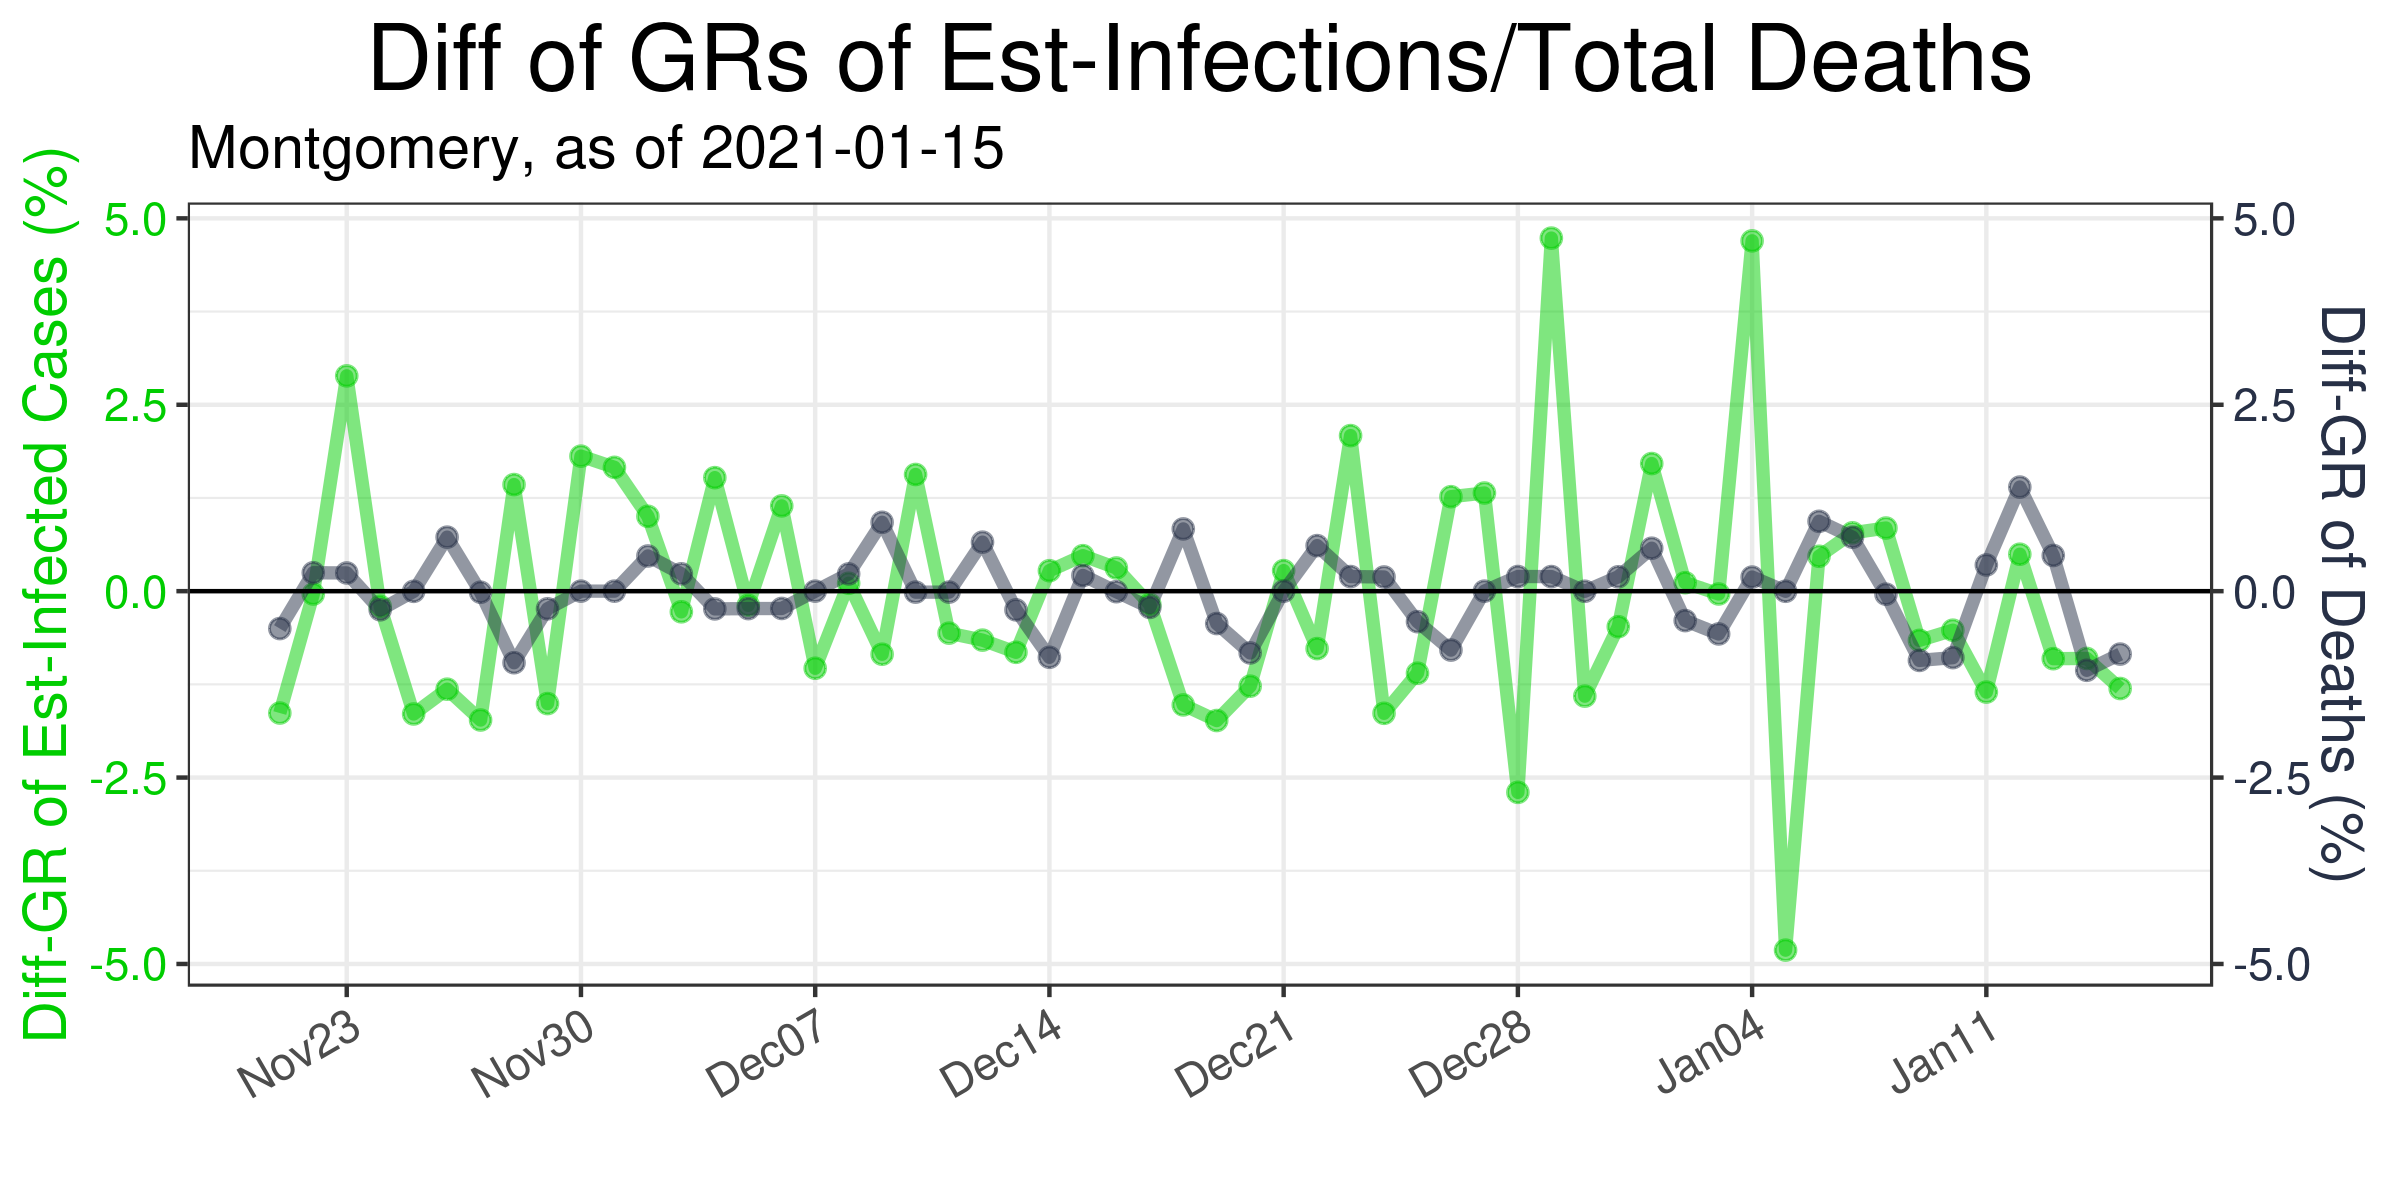 Diff of GRs of Est-Infections/Total Deaths
Montgomery, as of 2021-01-15
Diff-GR of Est-Infected Cases (%)
5.0
2.5
0.0
-2.5
-5.0
5.0
2.5
0.0
-2.5
-5.0
Diff-GR of Deaths (%)
Nov23
Nov30
Dec07
Dec14
Dec21
Dec28
Jan04
Jan11